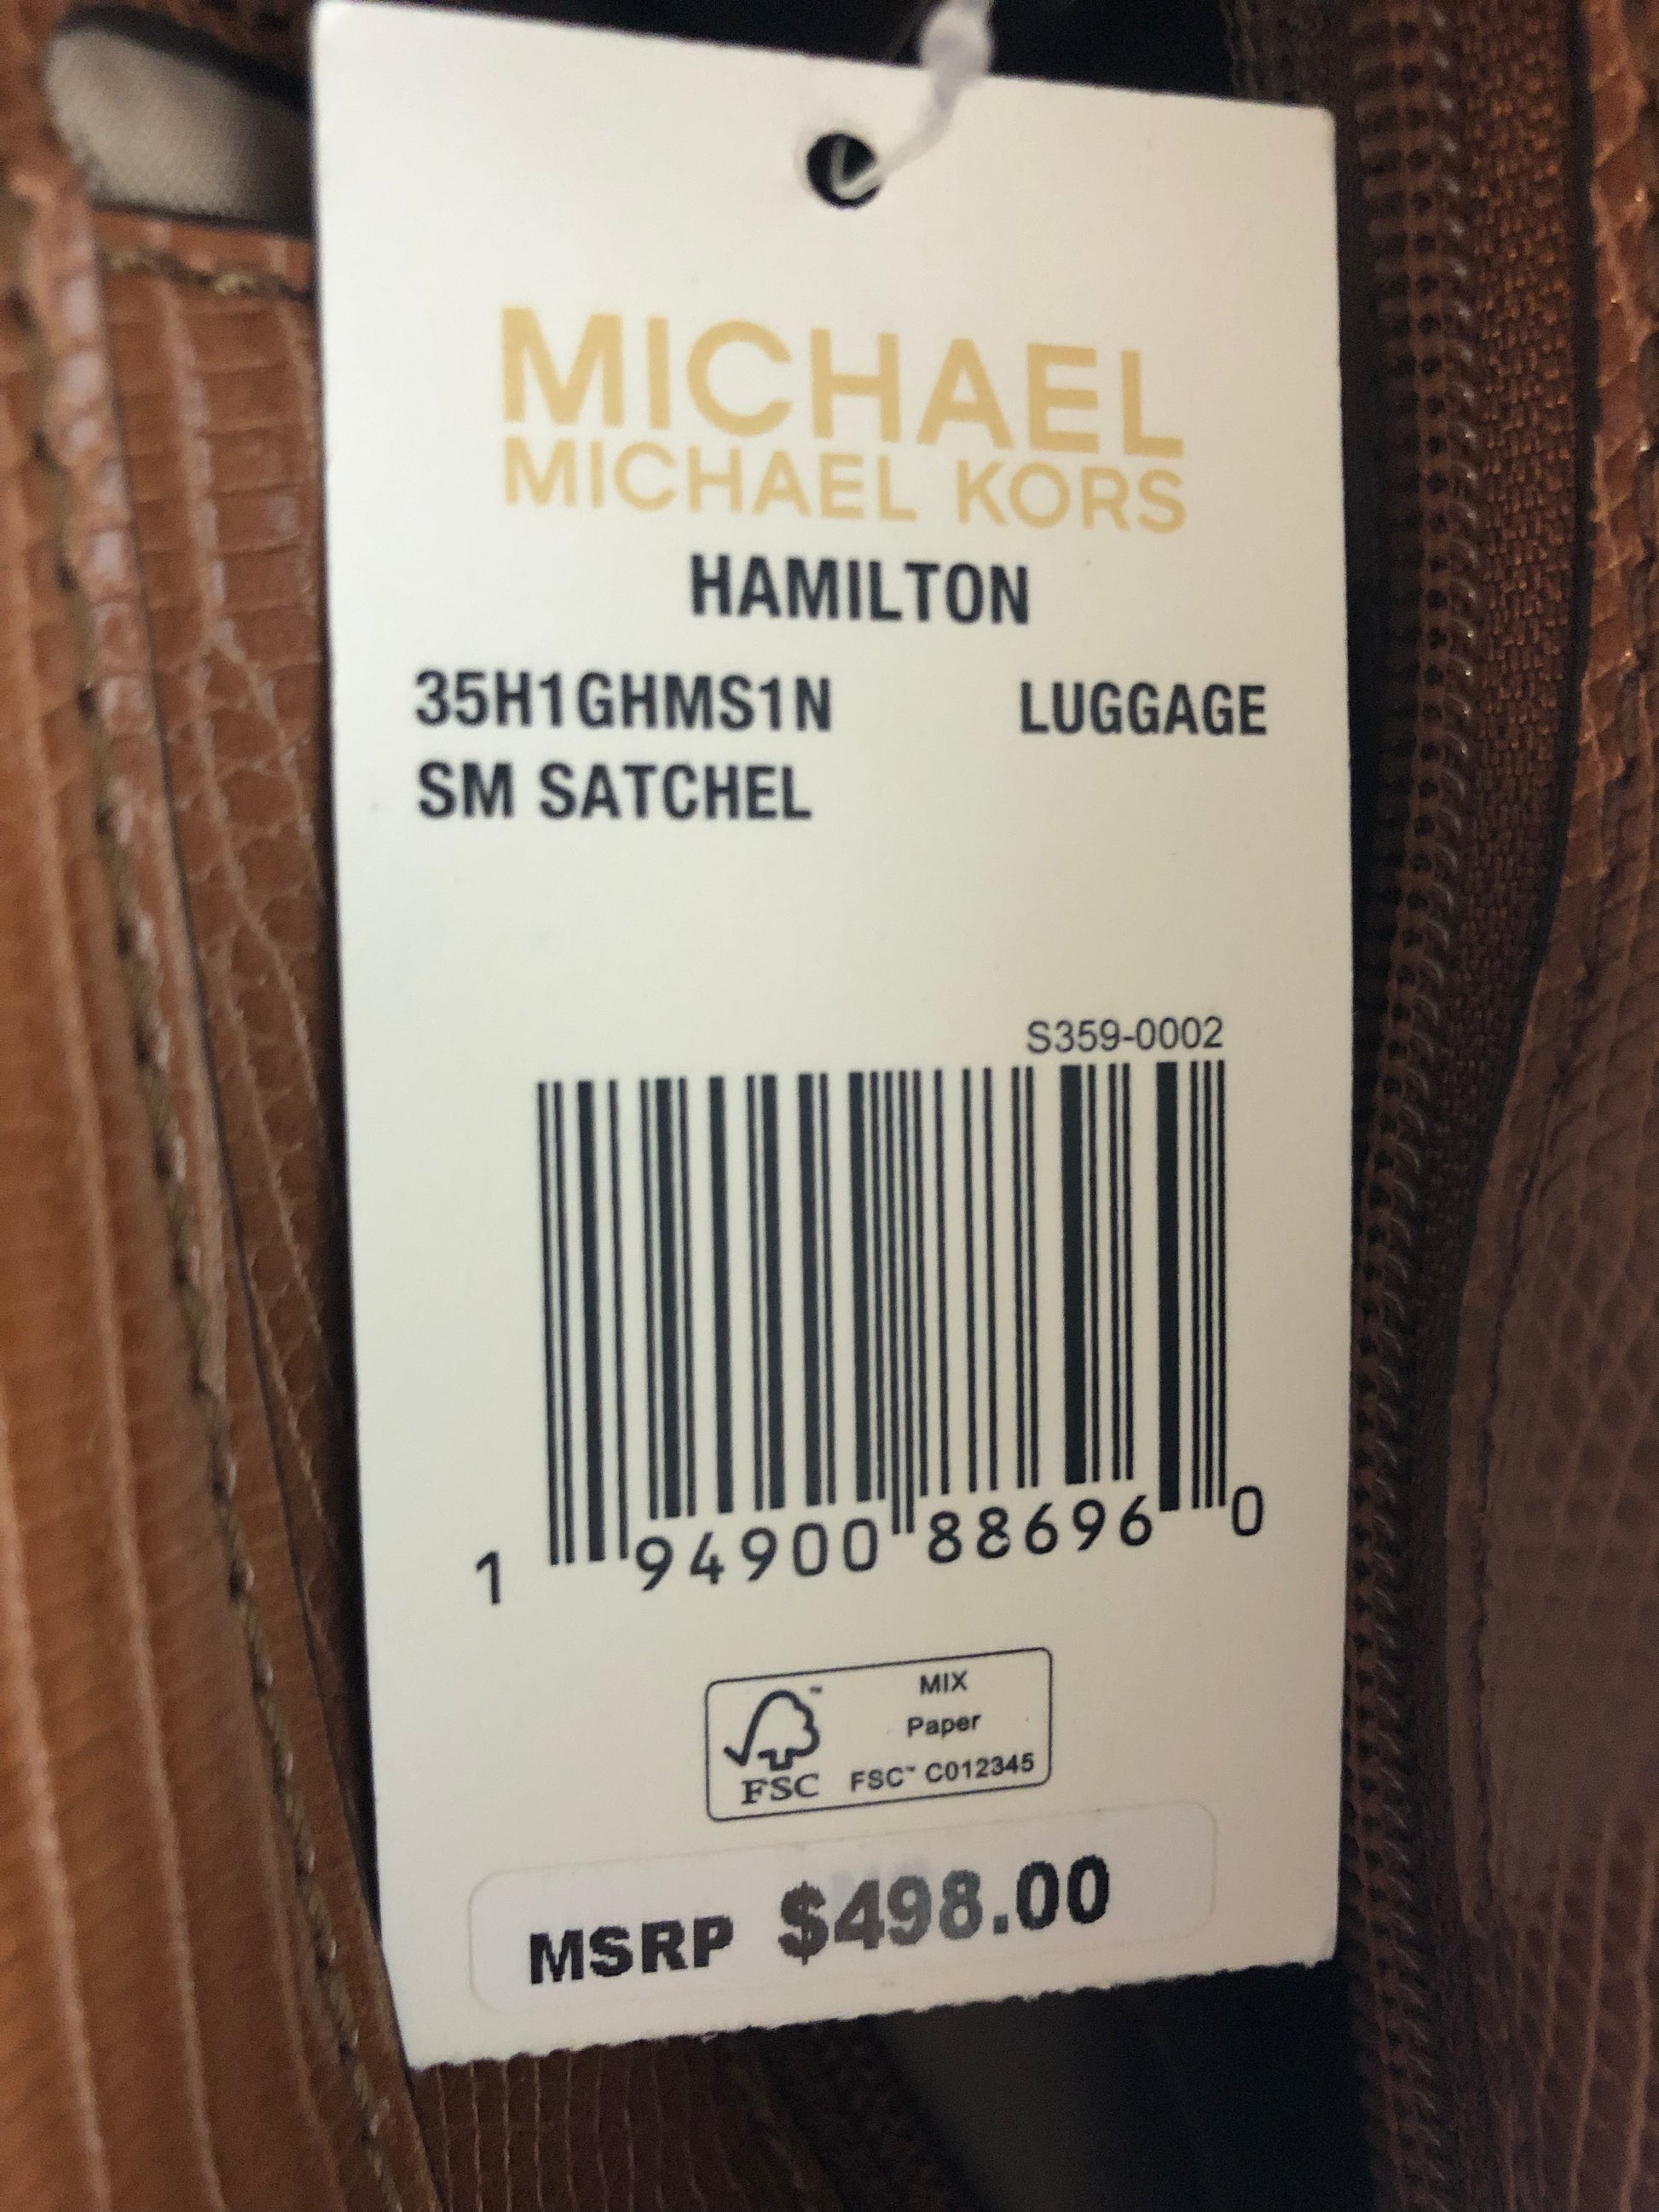 MICHAEL
MICHAEL KORS
HAMILTON
35H1GHMS1N LUGGAGE
SM SATCHEL
S359-0002
1 94900 88696 0
MIX
Paper
FSC™ C012345
FSC
MSRP $498.00